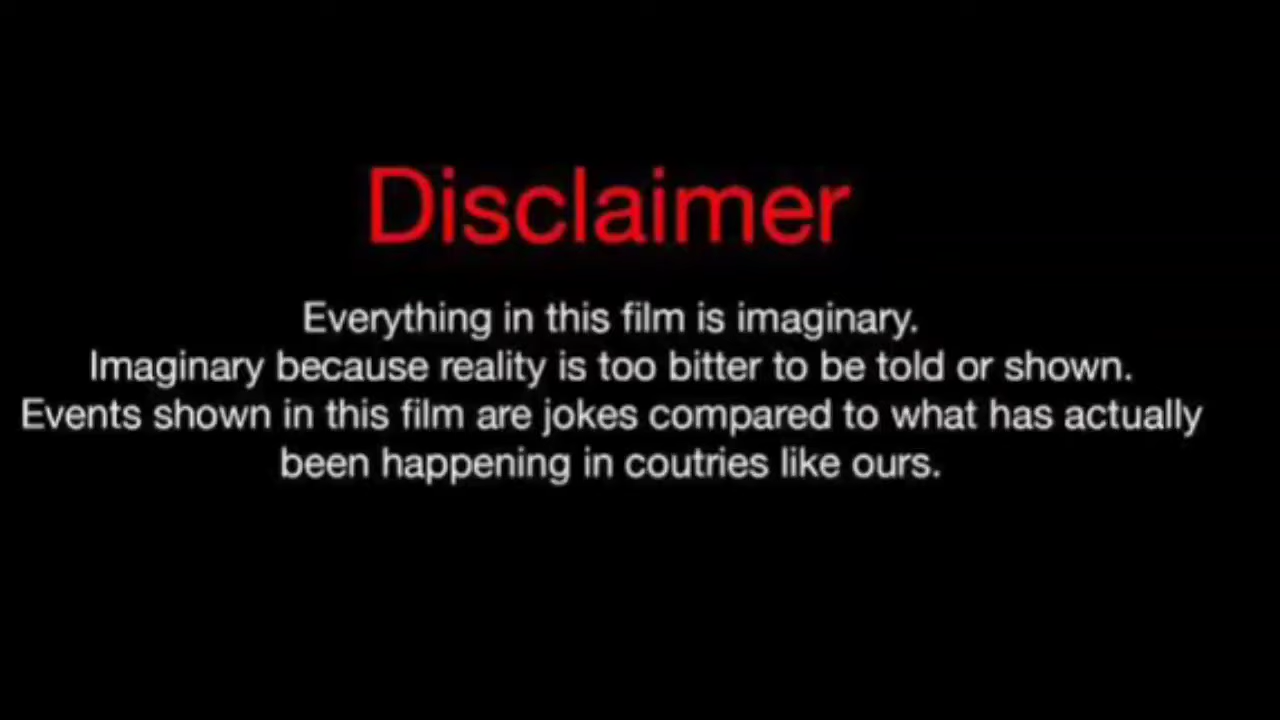 Disclaimer
Everything in this film is imaginary.
Imaginary because reality is too bitter to be told or shown.
Events shown in this film are jokes compared to what has actually
been happening in coutries like ours.